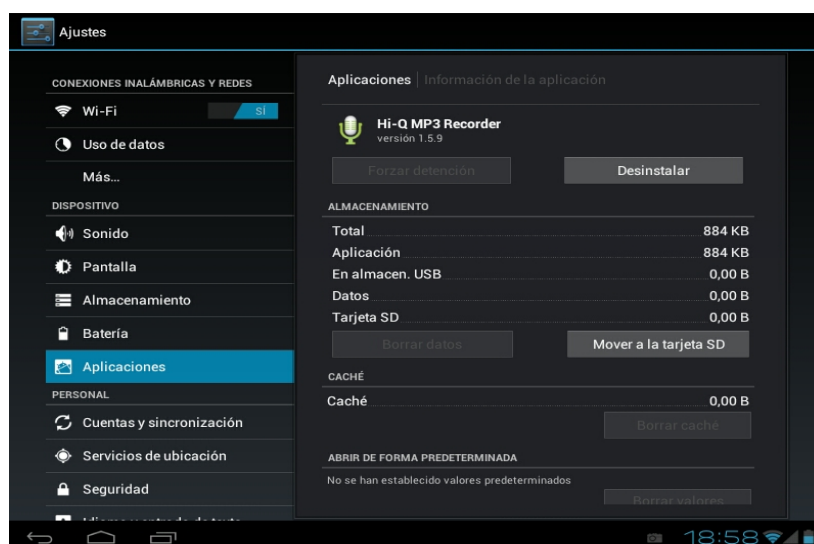 Ajustes
CONEXIONES INALÁMBRICAS Y REDES
Wi-Fi SÍ
Uso de datos
Más...
DISPOSITIVO
Sonido
Pantalla
Almacenamiento
Batería
Aplicaciones
PERSONAL
Cuentas y sincronización
Servicios de ubicación
Seguridad
Idioma y entrada de texto
Aplicaciones Información de la aplicación
Hi-Q MP3 Recorder
versión 1.5.9
Forzar detención Desinstalar
ALMACENAMIENTO
Total 884 KB
Aplicación 884 KB
En almacen. USB 0,00 B
Datos 0,00 B
Tarjeta SD 0,00 B
Borrar datos Mover a la tarjeta SD
CACHÉ
Caché 0,00 B
Borrar caché
ABRIR DE FORMA PREDETERMINADA
No se han establecido valores predeterminados
Borrar valores
18:58